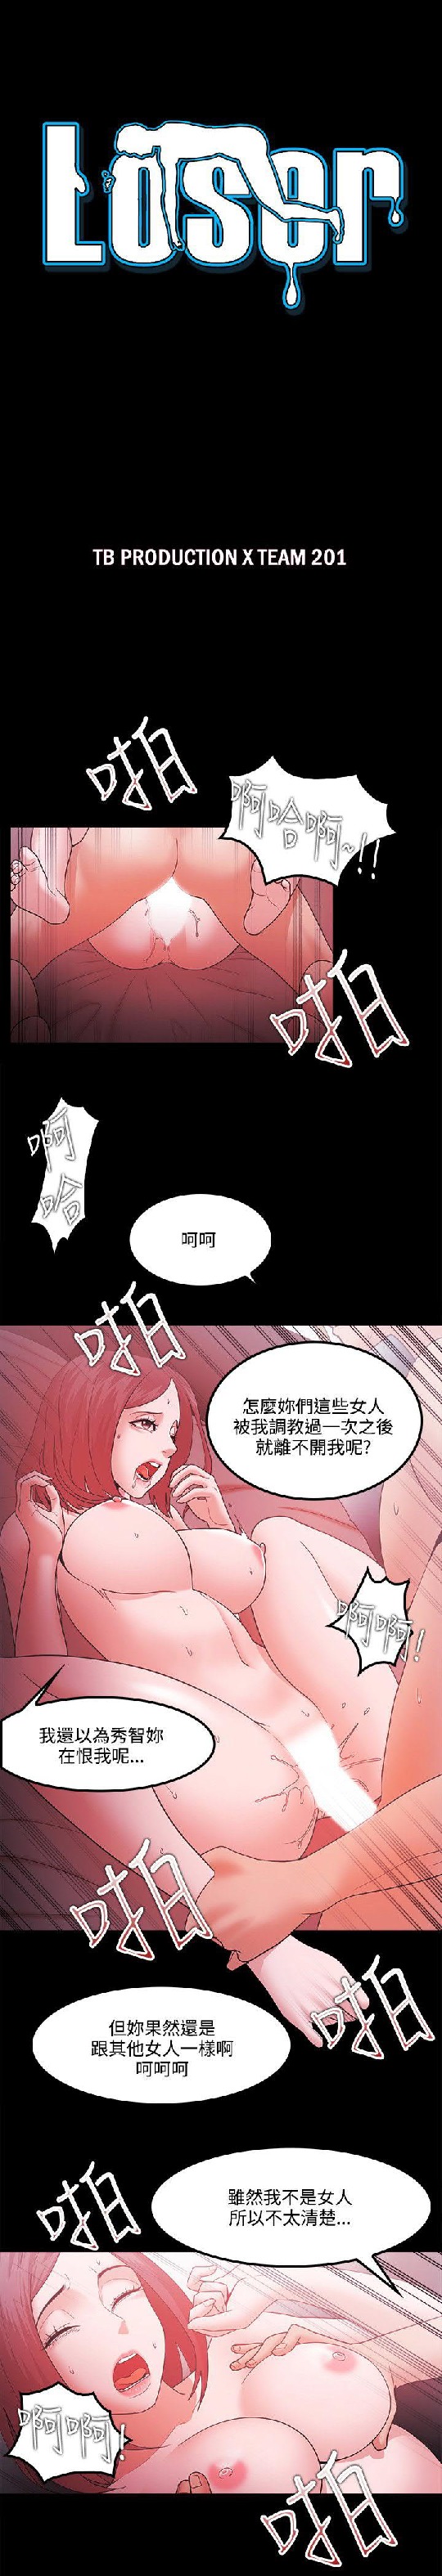 Loser
TB PRODUCTION X TEAM 201
啪
啊哈啊~!!
啪
啊哈
呵呵
啪
怎麼妳們這些女人
被我調教過一次之後
就離不開我呢?
啊啊!
我還以為秀智妳
在恨我呢...
啪
啪
但妳果然還是
跟其他女人一樣啊
呵呵呵
啪
雖然我不是女人
所以不太清楚...
啊啊!
啪